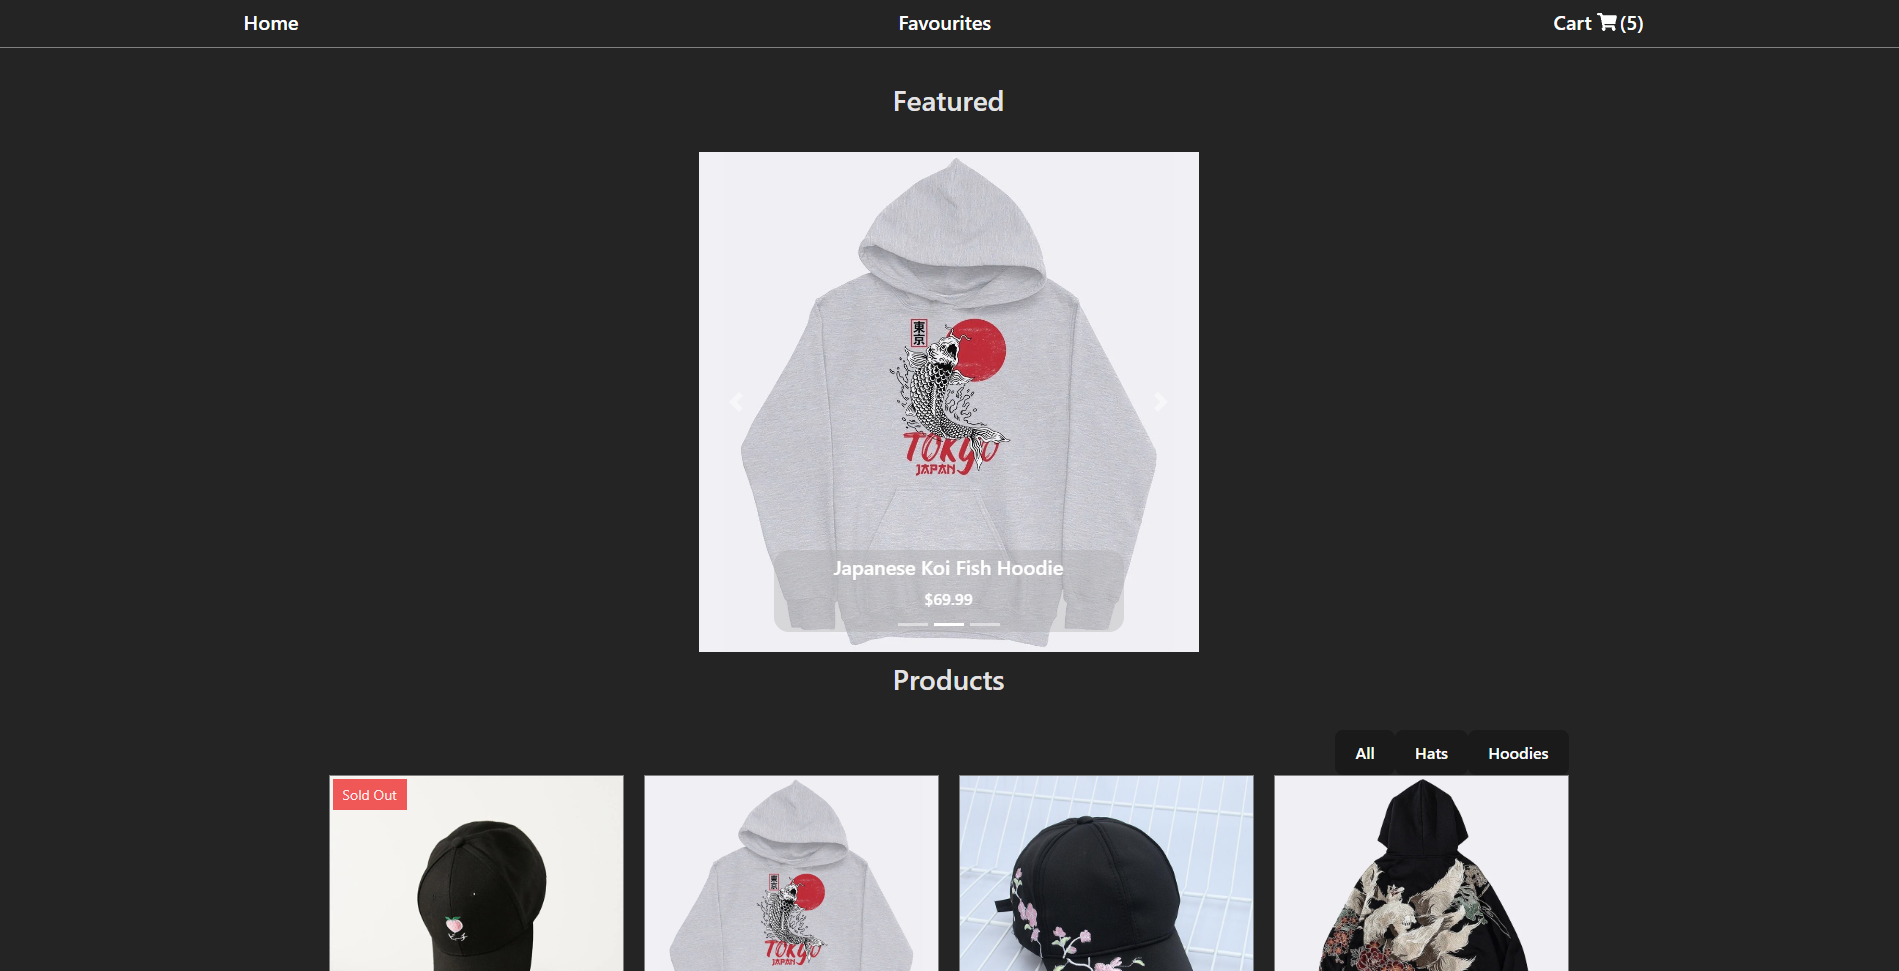 Home
Favourites
Cart (5)
Featured
東京
TOKYO
JAPAN
Japanese Koi Fish Hoodie
$69.99
Products
All
Hats
Hoodies
Sold Out
東京
TOKYO
JAPAN